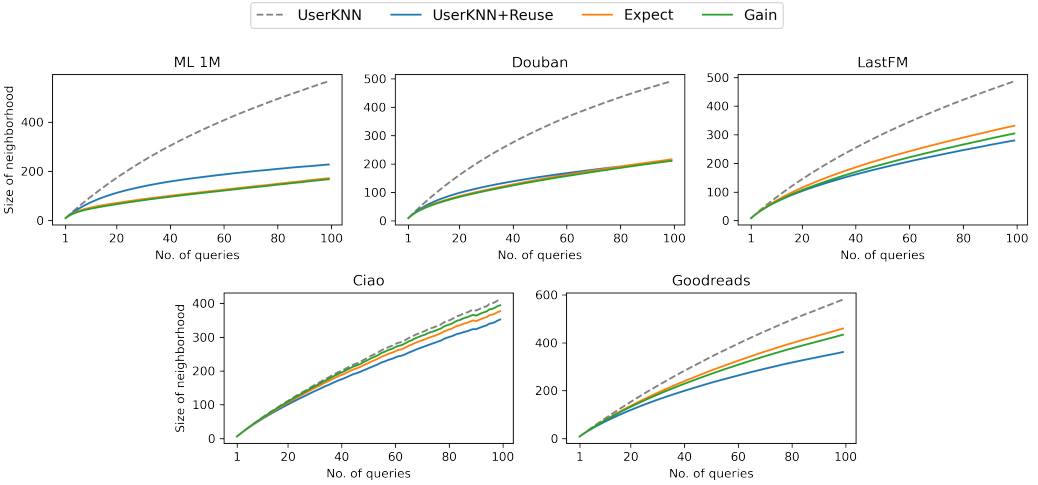 UserKNN UserKNN+Reuse Expect Gain
ML 1M Douban LastFM
Size of neighborhood
400
200
0
1 20 40 60 80 100
No. of queries
500
400
300
200
100
0
1 20 40 60 80 100
No. of queries
500
400
300
200
100
0
1 20 40 60 80 100
No. of queries
Ciao Goodreads
Size of neighborhood
400
300
200
100
0
1 20 40 60 80 100
No. of queries
600
400
200
0
1 20 40 60 80 100
No. of queries